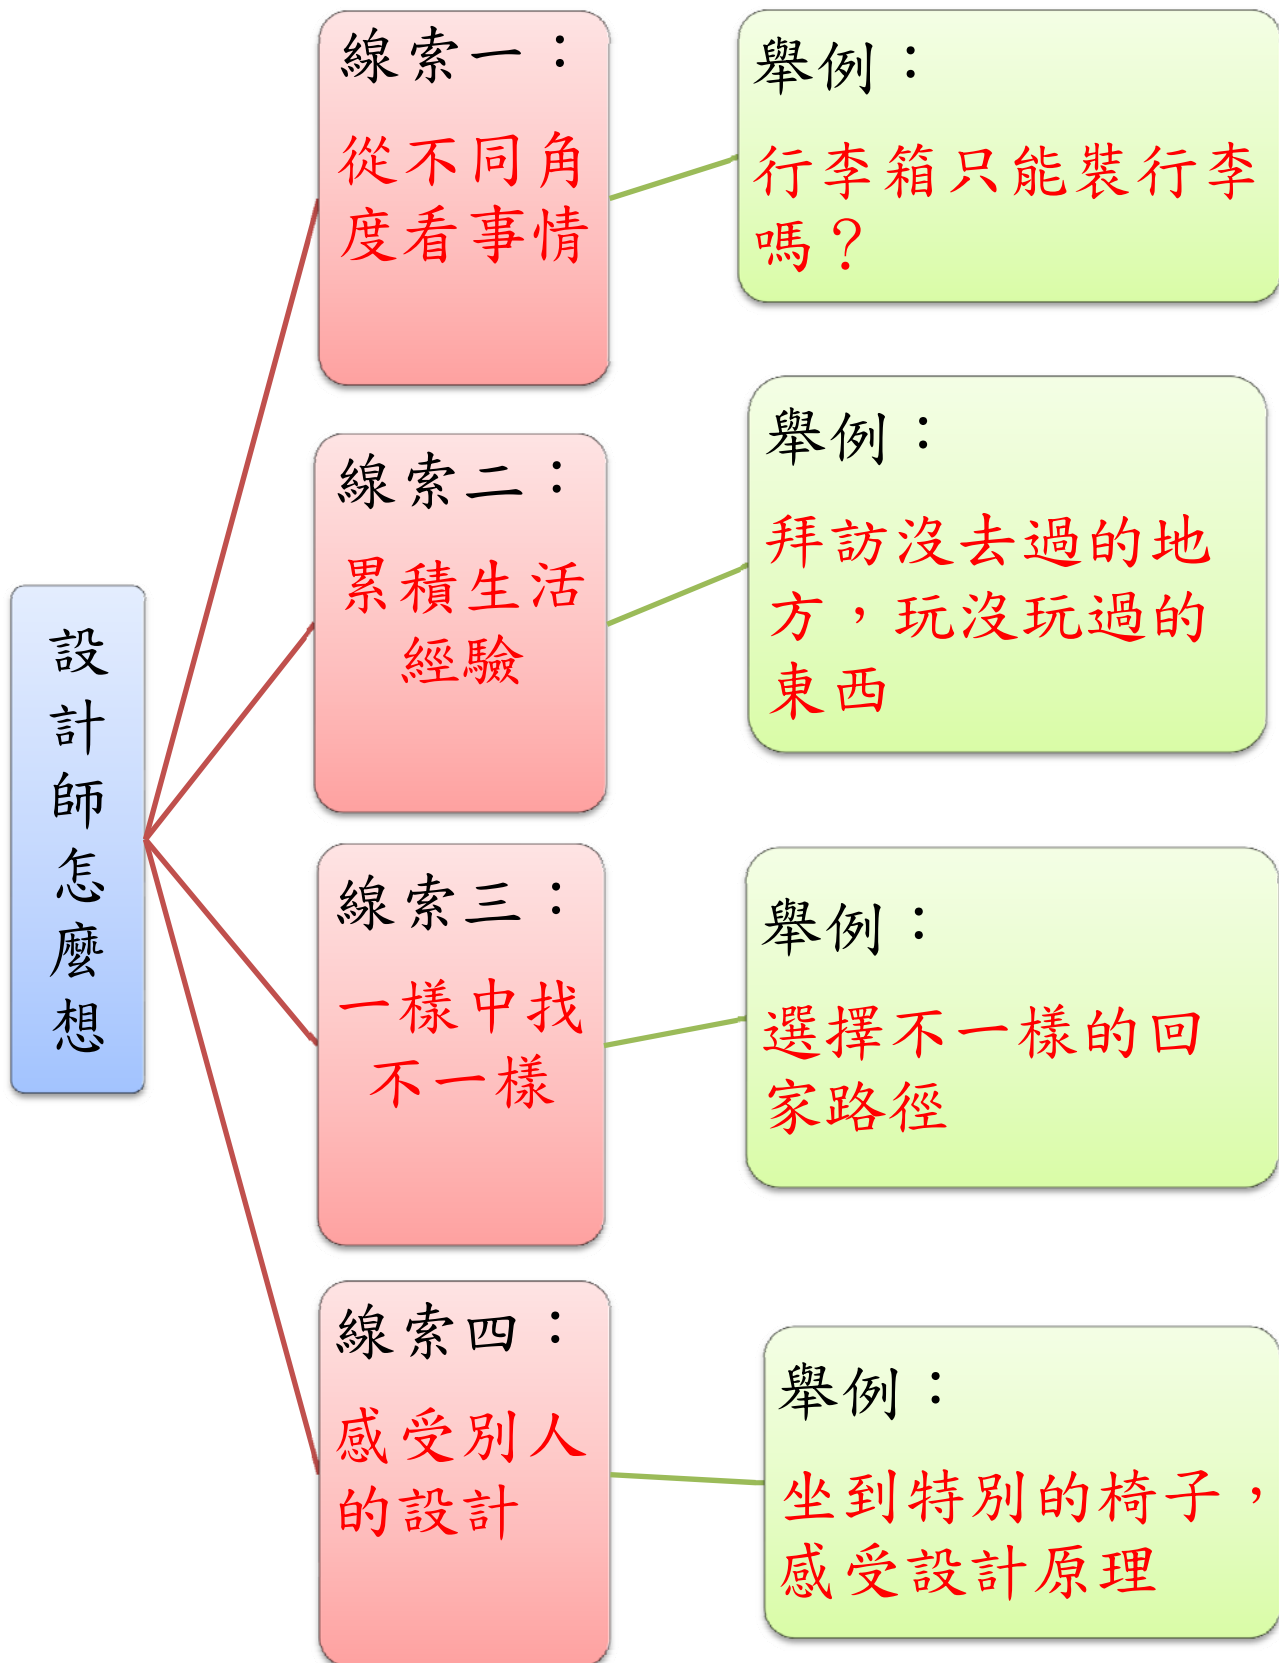 設計師怎麼想
線索一：
從不同角
度看事情
舉例：
行李箱只能裝行李
嗎？
線索二：
累積生活
經驗
舉例：
拜訪沒去過的地
方，玩沒玩過的
東西
線索三：
一樣中找
不一樣
舉例：
選擇不一樣的回
家路徑
線索四：
感受別人
的設計
舉例：
坐到特別的椅子，
感受設計原理